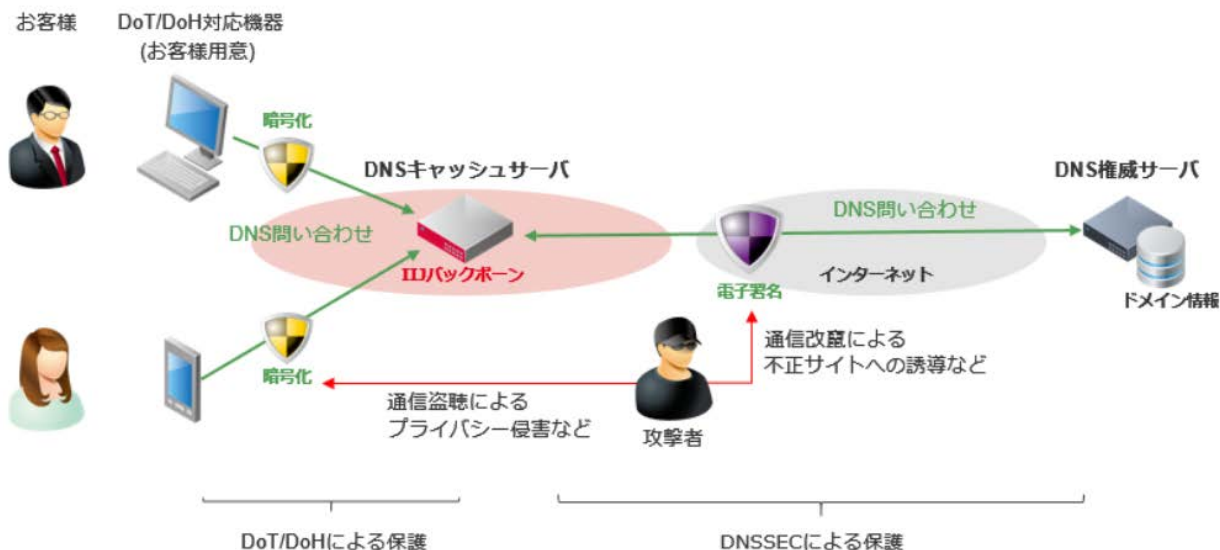 お客様
DoT/DoH対応機器
(お客様用意)
暗号化
DNSキャッシュサーバ
DNS権威サーバ
DNS問い合わせ
DNS問い合わせ
IIJバックボーン
インターネット
電子署名
ドメイン情報
暗号化
通信改竄による
不正サイトへの誘導など
通信盗聴による
プライバシー侵害など
攻撃者
DoT/DoHによる保護
DNSSECによる保護